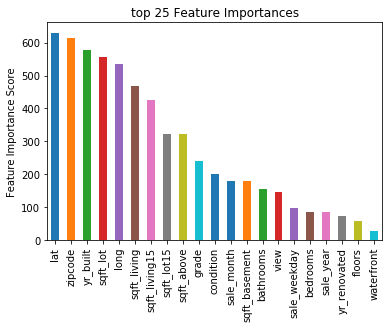 top 25 Feature Importances
Feature Importance Score
600
500
400
300
200
100
0
lat
zipcode
yr_built
sqft_lot
long
sqft_living
sqft_living15
sqft_lot15
sqft_above
grade
condition
sale_month
sqft_basement
bathrooms
view
sale_weekday
bedrooms
sale_year
yr_renovated
floors
waterfront